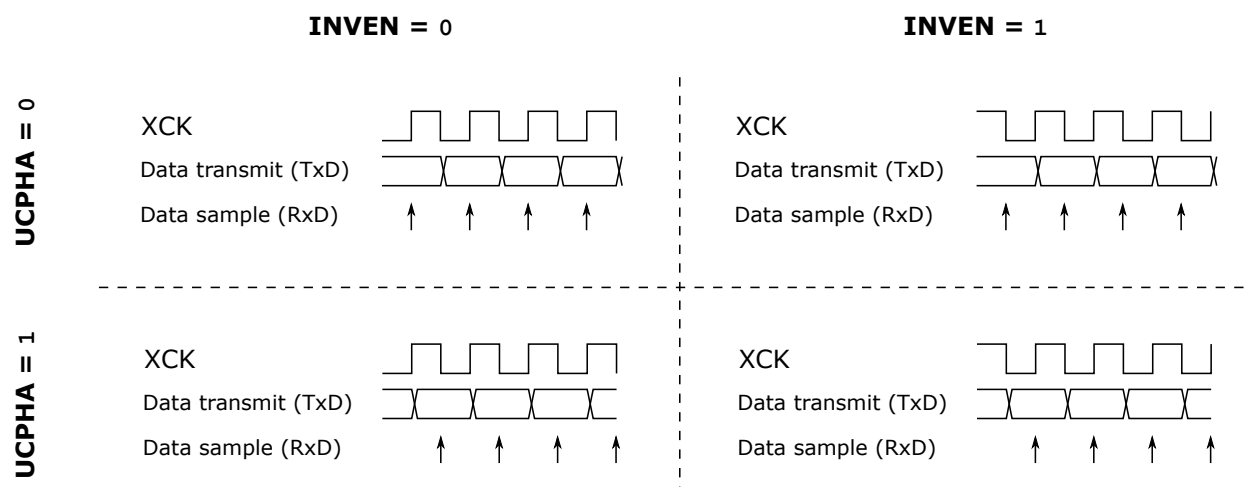 INVEN = 0
INVEN = 1
UCPHA = 0
XCK
Data transmit (TxD)
Data sample (RxD)
XCK
Data transmit (TxD)
Data sample (RxD)
UCPHA = 1
XCK
Data transmit (TxD)
Data sample (RxD)
XCK
Data transmit (TxD)
Data sample (RxD)